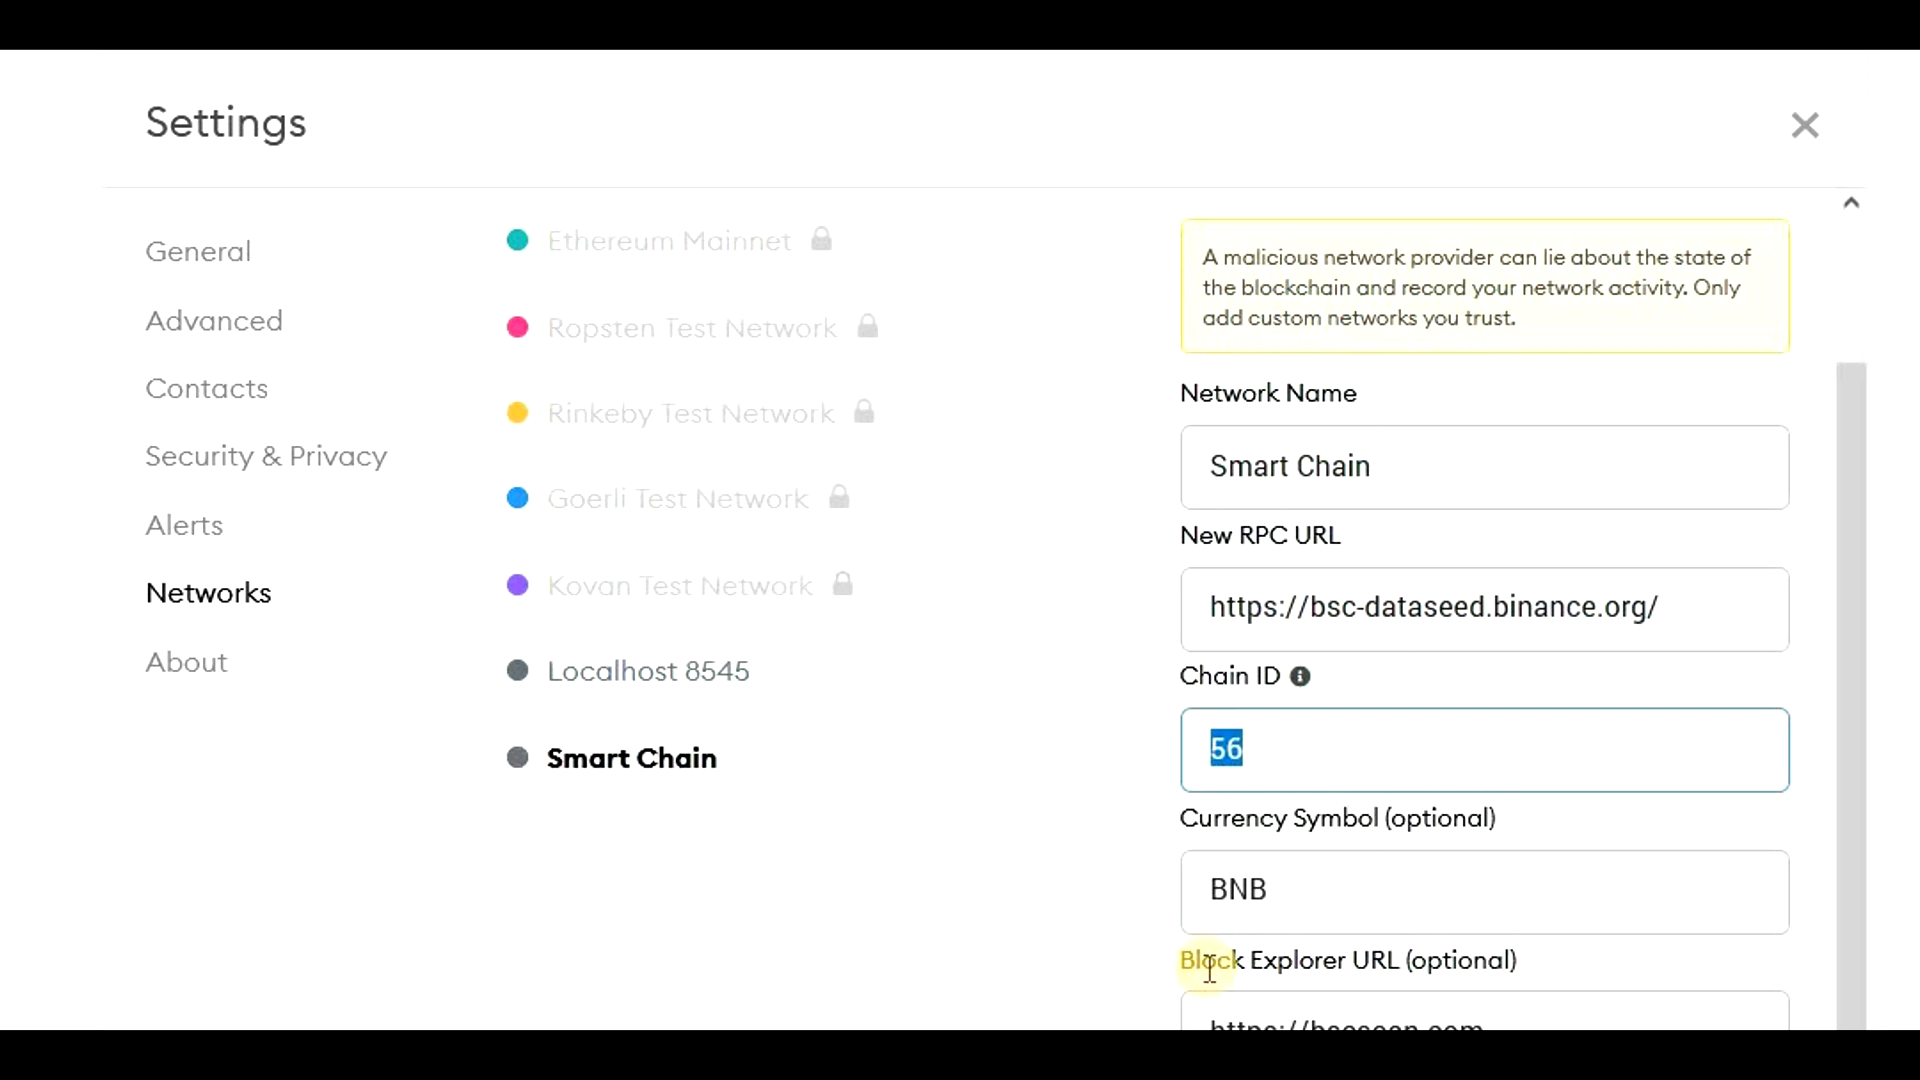 Settings
General
Advanced
Contacts
Security & Privacy
Alerts
Networks
About
Ethereum Mainnet
Ropsten Test Network
Rinkeby Test Network
Goerli Test Network
Kovan Test Network
Localhost 8545
Smart Chain
A malicious network provider can lie about the state of
the blockchain and record your network activity. Only
add custom networks you trust.
Network Name
Smart Chain
New RPC URL
https://bsc-dataseed.binance.org/
Chain ID
56
Currency Symbol (optional)
BNB
Block Explorer URL (optional)
https://bscscan.com